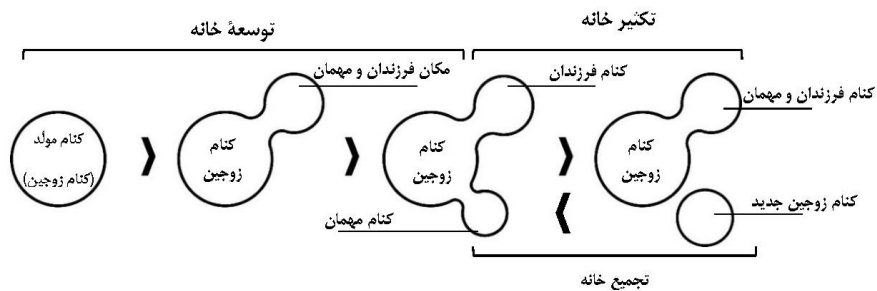 تکثیر خانه
توسعهٔ خانه
کنام فرزندان
مکان فرزندان و مهمان
کنام فرزندان و مهمان
کنام مولّد
(کنام زوجین)
کنام
زوجین
کنام
زوجین
کنام
زوجین
کنام مهمان
کنام زوجین جدید
تجمیع خانه